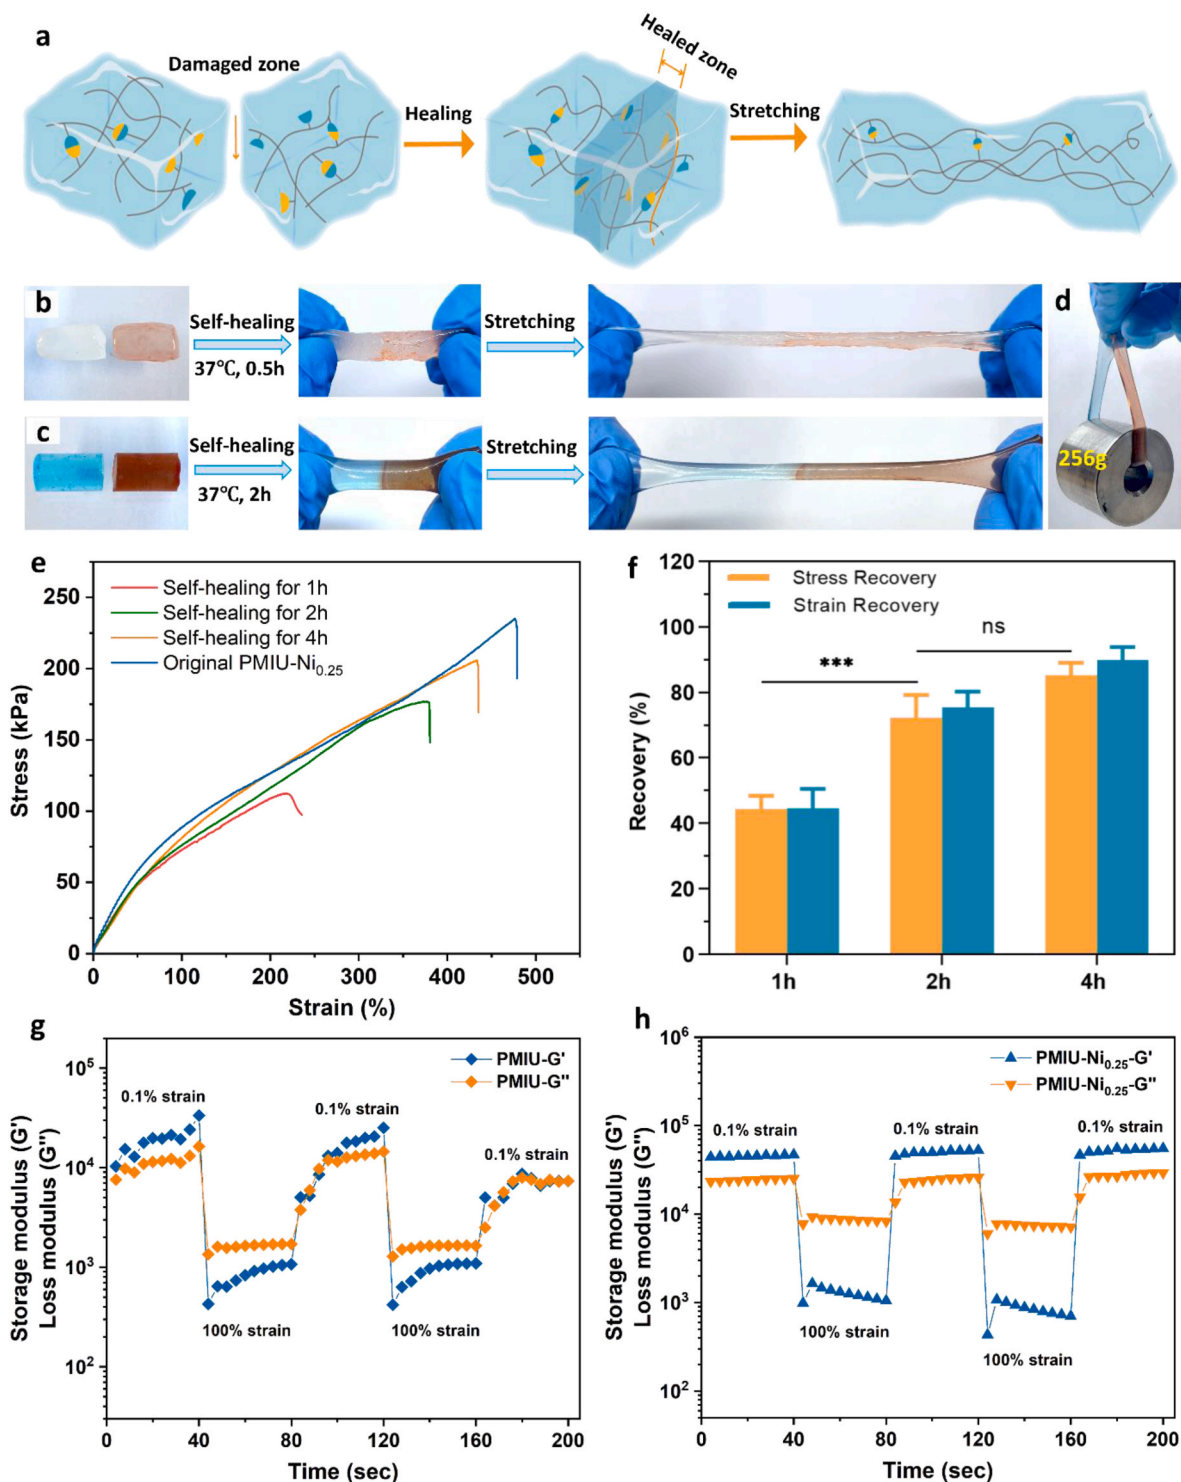 a
Damaged zone
Healing
Healed zone
Stretching
b
Self-healing
37℃, 0.5h
Stretching
c
Self-healing
37℃, 2h
Stretching
d
256g
e
Self-healing for 1h
Self-healing for 2h
Self-healing for 4h
Original PMIU-Ni0.25
Stress (kPa)
250
200
150
100
50
0
0 100 200 300 400 500
Strain (%)
f
Stress Recovery
Strain Recovery
Recovery (%)
120
100
80
60
40
20
0
***
ns
1h 2h 4h
g
PMIU-G'
PMIU-G''
Storage modulus (G')
Loss modulus (G'')
10^5
10^4
10^3
10^2
0.1% strain
0.1% strain
0.1% strain
100% strain
100% strain
0 40 80 120 160 200
Time (sec)
h
PMIU-Ni0.25-G'
PMIU-Ni0.25-G''
Storage modulus (G')
Loss modulus (G'')
10^6
10^5
10^4
10^3
10^2
0.1% strain
0.1% strain
0.1% strain
100% strain
100% strain
0 40 80 120 160 200
Time (sec)